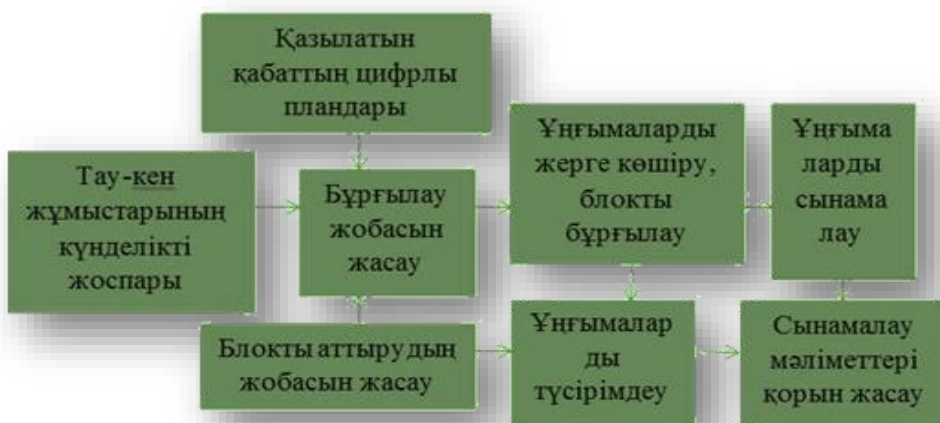 Қазылатын
қабаттың цифрлы
пландары
Тау-кен
жұмыстарының
күнделікті
жоспары
Бұрғылау
жобасын
жасау
Ұңғымаларды
жерге көшіру,
блокты
бұрғылау
Ұңғыма
ларды
сынама
лау
Блокты аттырудың
жобасын жасау
Ұңғымалар
ды
түсірімдеу
Сынамалау
мәліметтері
қорын жасау